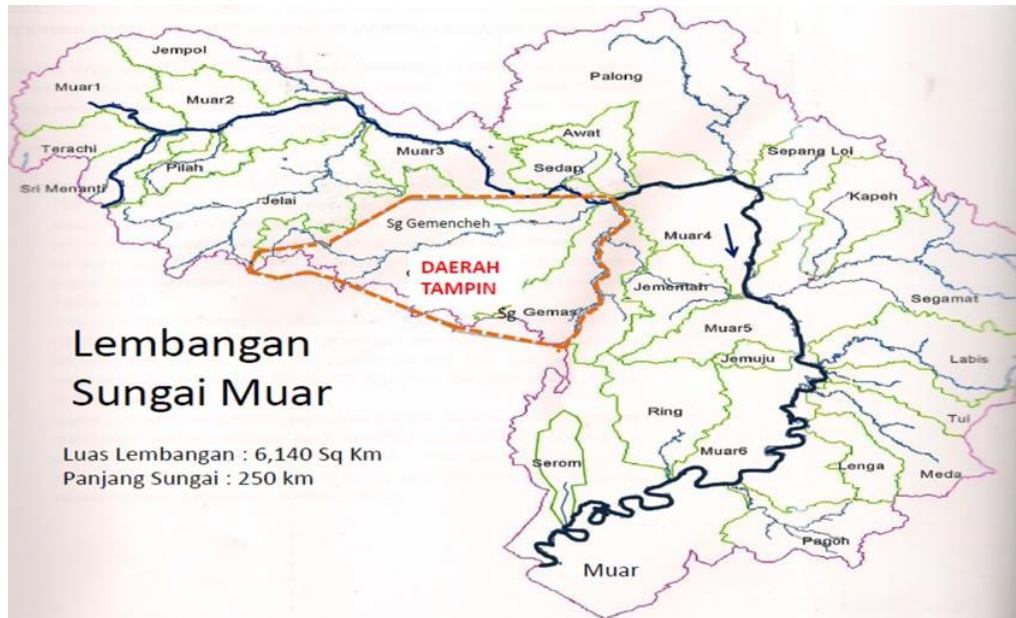 Jempol
Palong
Muar1
Muar2
Awat
Terachi
Muar3
Sepang Loi
Pilah
Sedap
Sri Menanti
Kapeh
Jelai
Sg Gemencheh
Muar4
DAERAH
TAMPIN
Jementah
Segamat
Sg Gemas
Muar5
Lembangan
Sungai Muar
Jemuju
Labis
Ring
Tui
Luas Lembangan : 6,140 Sq Km
Panjang Sungai : 250 km
Muar6
Serom
Lenga
Meda
Pagoh
Muar